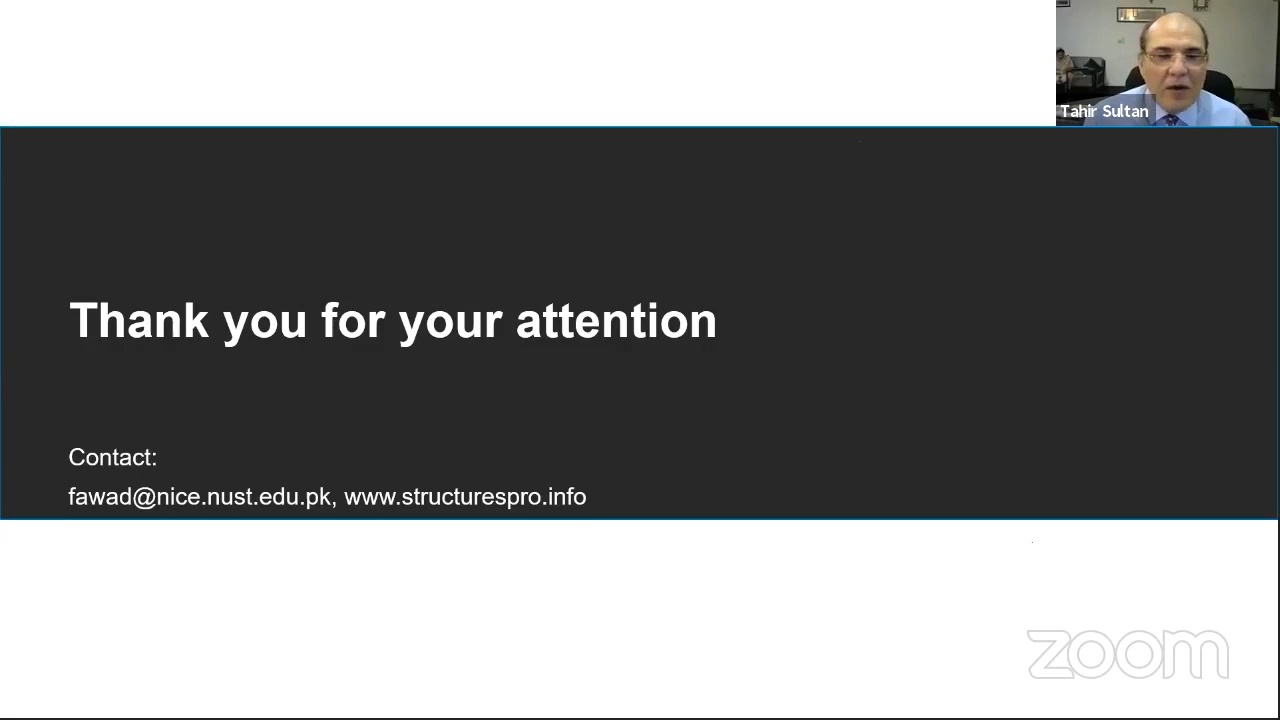 Tahir Sultan
Thank you for your attention
Contact:
fawad@nice.nust.edu.pk, www.structurespro.info
zoom